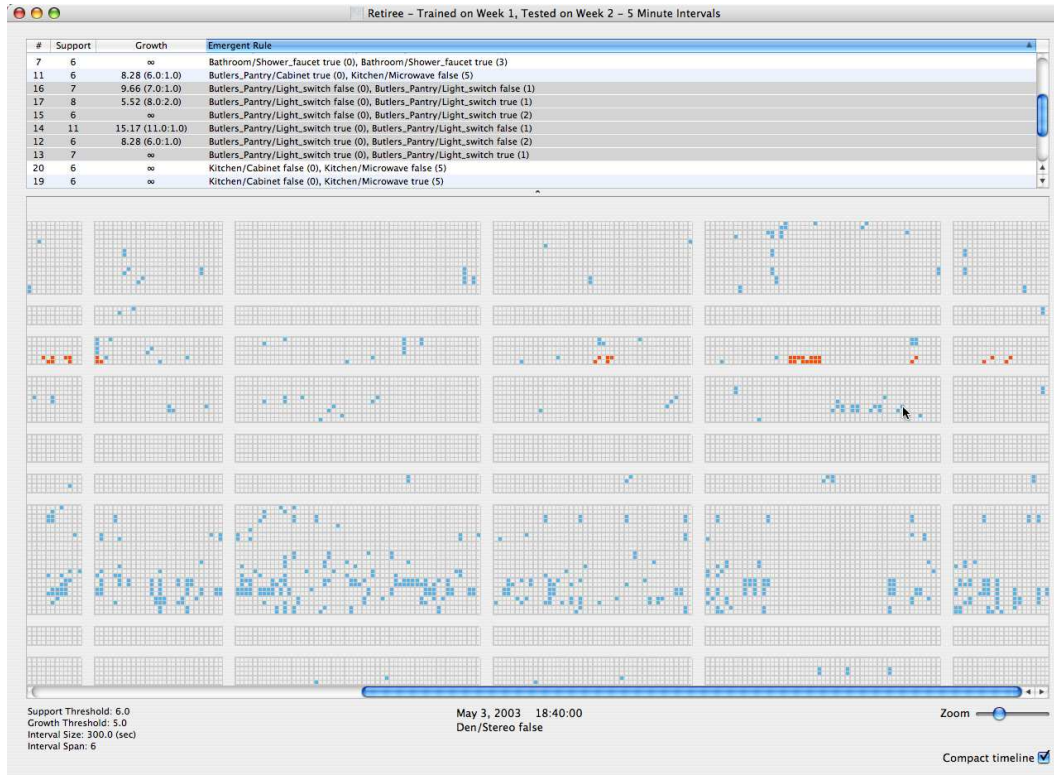 Retiree – Trained on Week 1, Tested on Week 2 – 5 Minute Intervals
# Support Growth Emergent Rule
7 6 ∞ Bathroom/Shower_faucet true (0), Bathroom/Shower_faucet true (3)
11 6 8.28 (6.0:1.0) Butlers_Pantry/Cabinet true (0), Kitchen/Microwave false (5)
16 7 9.66 (7.0:1.0) Butlers_Pantry/Light_switch false (0), Butlers_Pantry/Light_switch false (1)
17 8 5.52 (8.0:2.0) Butlers_Pantry/Light_switch false (0), Butlers_Pantry/Light_switch true (1)
15 6 ∞ Butlers_Pantry/Light_switch false (0), Butlers_Pantry/Light_switch true (2)
14 11 15.17 (11.0:1.0) Butlers_Pantry/Light_switch true (0), Butlers_Pantry/Light_switch false (1)
12 6 8.28 (6.0:1.0) Butlers_Pantry/Light_switch true (0), Butlers_Pantry/Light_switch false (2)
13 7 ∞ Butlers_Pantry/Light_switch true (0), Butlers_Pantry/Light_switch true (1)
20 6 ∞ Kitchen/Cabinet false (0), Kitchen/Microwave false (5)
19 6 ∞ Kitchen/Cabinet false (0), Kitchen/Microwave true (5)
Support Threshold: 6.0
Growth Threshold: 5.0
Interval Size: 300.0 (sec)
Interval Span: 6
May 3, 2003 18:40:00
Den/Stereo false
Zoom
Compact timeline